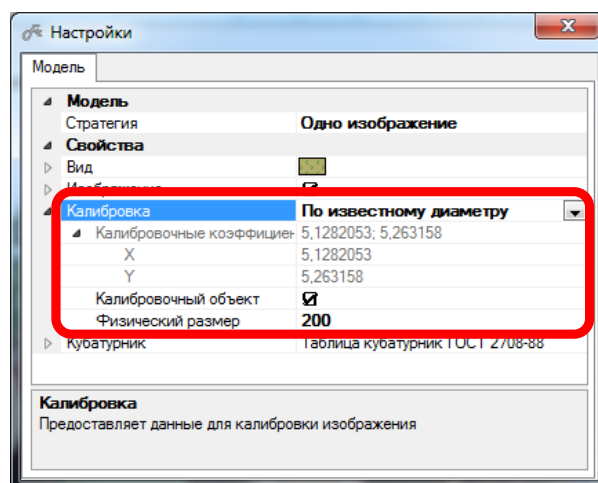 Настройки
Модель
Модель
Стратегия Одно изображение
Свойства
Вид
Изображение
Калибровка По известному диаметру
Калибровочные коэффициен 5,1282053; 5,263158
X 5,1282053
Y 5,263158
Калибровочный объект
Физический размер 200
Кубатурник Таблица кубатурник ГОСТ 2708-88
Калибровка
Предоставляет данные для калибровки изображения